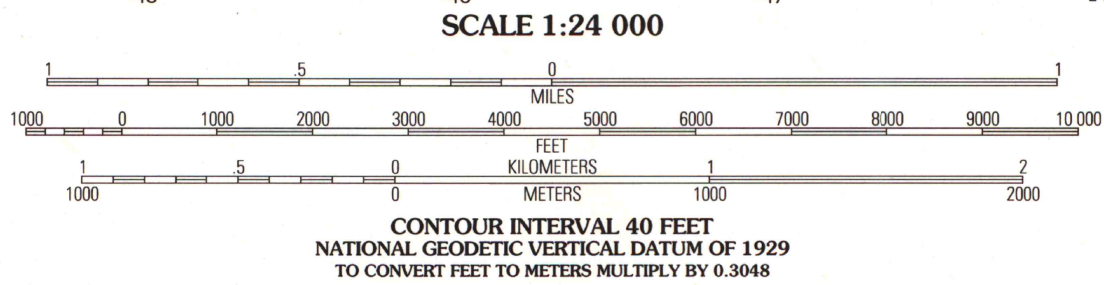 SCALE 1:24 000
1 .5 0 1
MILES
1000 0 1000 2000 3000 4000 5000 6000 7000 8000 9000 10 000
FEET
1 .5 0 KILOMETERS 1 2
1000 0 METERS 1000 2000
CONTOUR INTERVAL 40 FEET
NATIONAL GEODETIC VERTICAL DATUM OF 1929
TO CONVERT FEET TO METERS MULTIPLY BY 0.3048